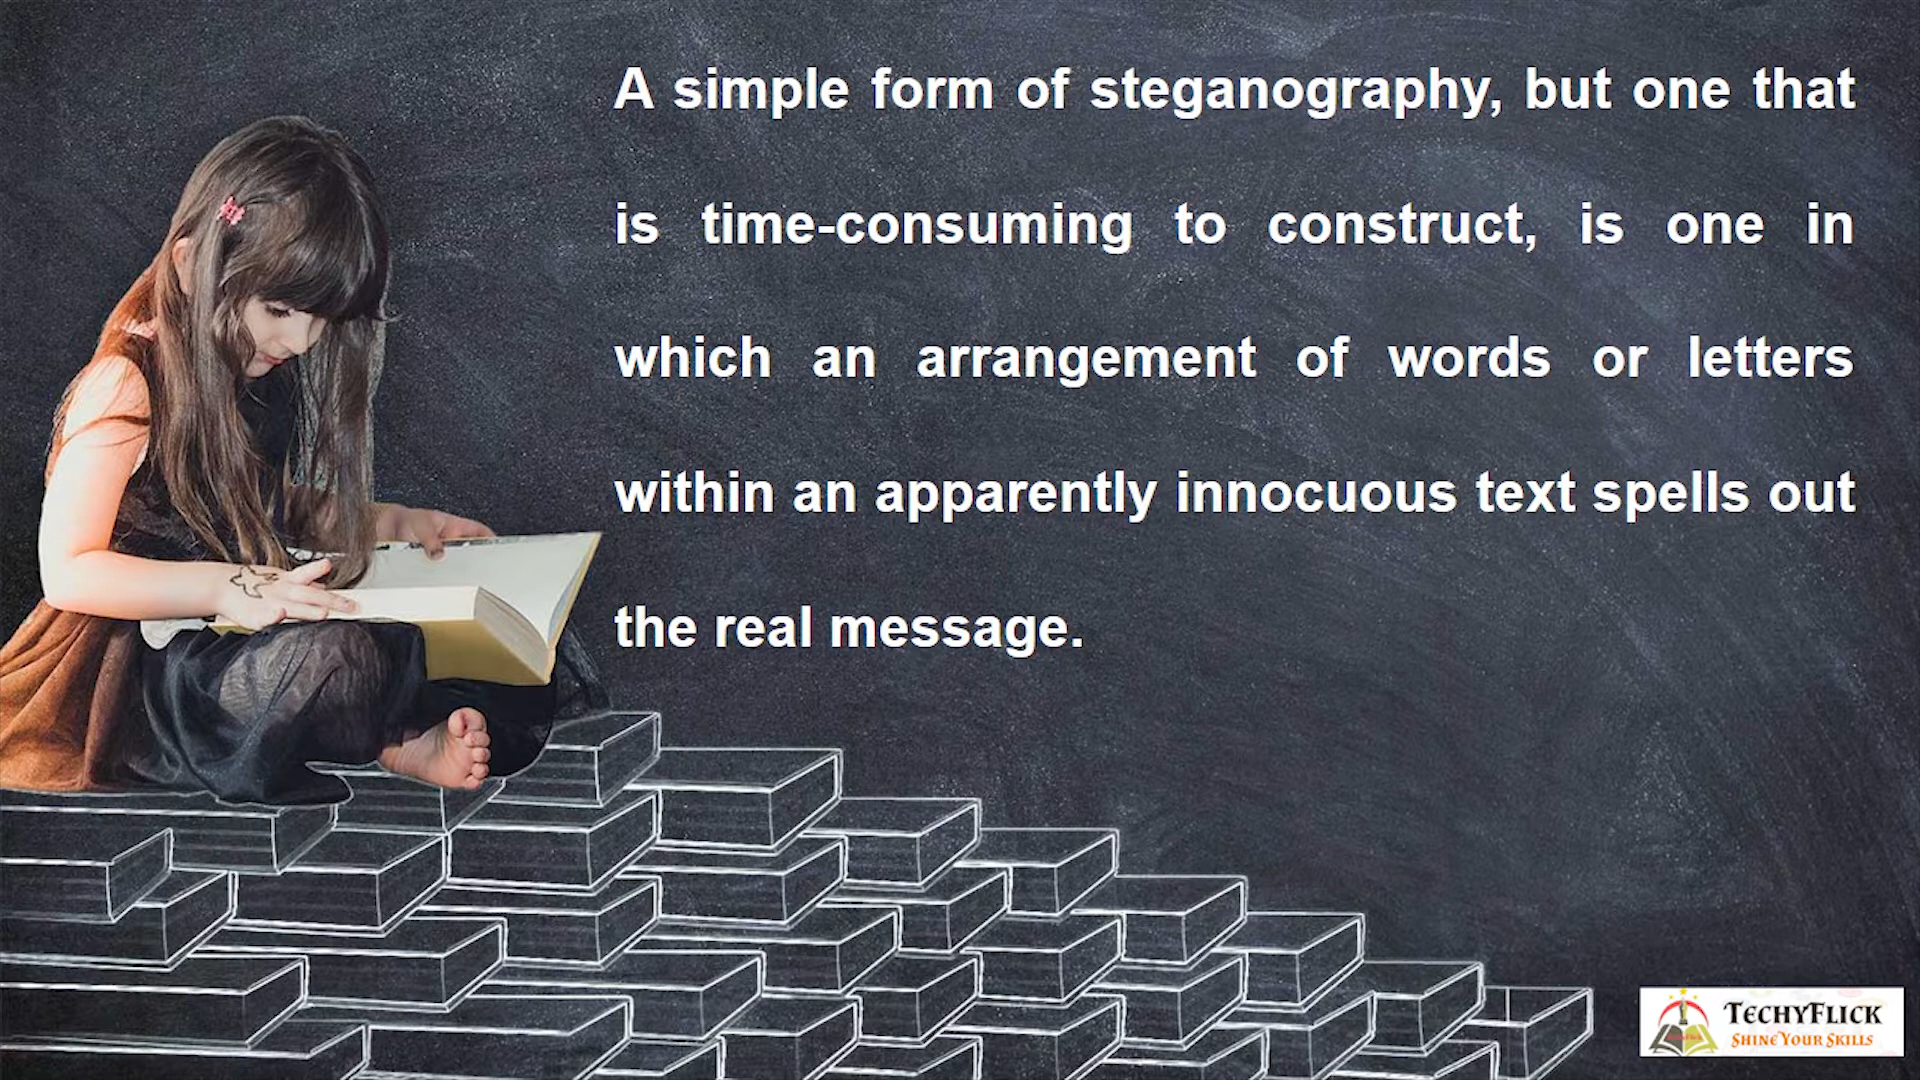 A simple form of steganography, but one that
is time-consuming to construct, is one in
which an arrangement of words or letters
within an apparently innocuous text spells out
the real message.
TECHYFLICK
SHINE YOUR SKILLS